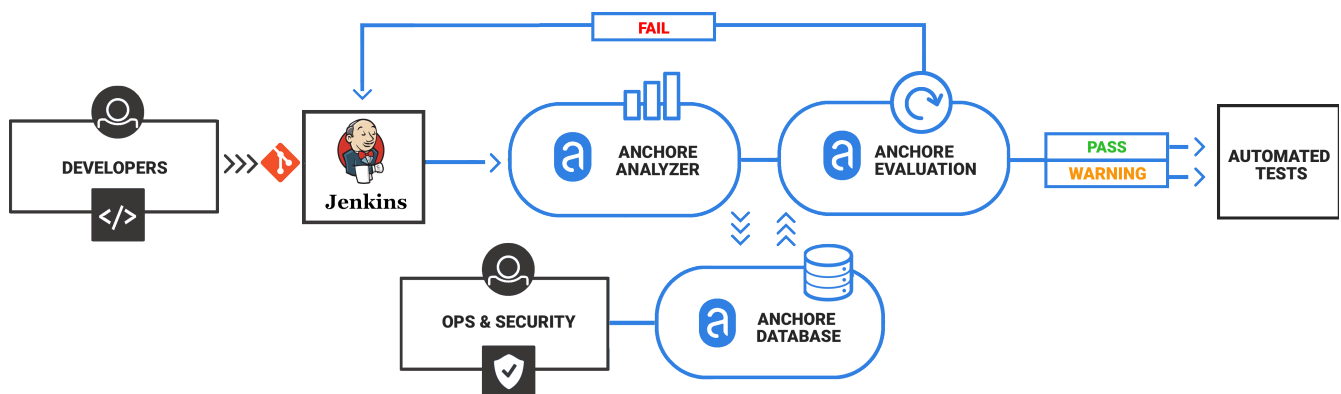 FAIL
DEVELOPERS
</>
Jenkins
a
ANCHORE
ANALYZER
a
ANCHORE
EVALUATION
PASS
WARNING
AUTOMATED
TESTS
OPS & SECURITY
a
ANCHORE
DATABASE